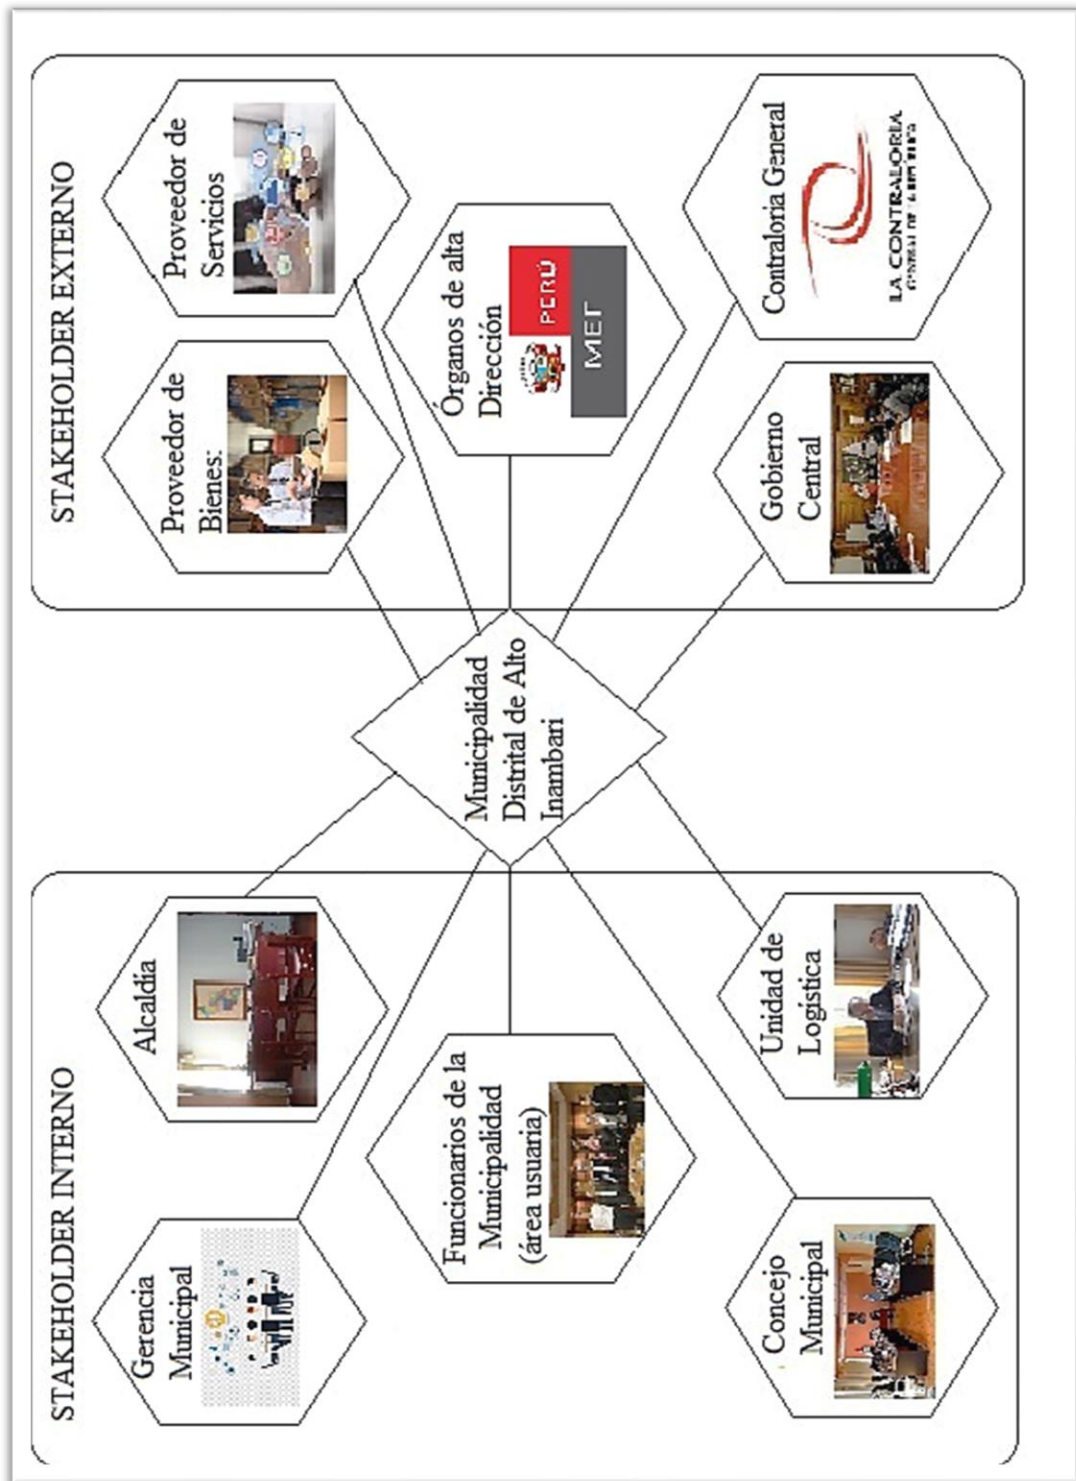 STAKEHOLDER INTERNO
Gerencia
Municipal
Alcaldía
Funcionarios de la
Municipalidad
(área usuaria)
Concejo
Municipal
Unidad de
Logística
Municipalidad
Distrital de Alto
Inambari
STAKEHOLDER EXTERNO
Proveedor de
Bienes:
Proveedor de
Servicios
Órganos de alta
Dirección
PERÚ
MEF
Gobierno
Central
Contraloria General
LA CONTRALORIA